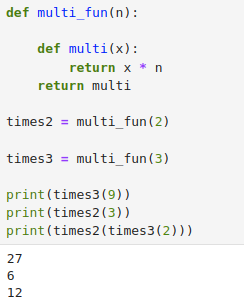 def multi_fun(n):
    def multi(x):
        return x * n
    return multi
times2 = multi_fun(2)
times3 = multi_fun(3)
print(times3(9))
print(times2(3))
print(times2(times3(2)))
27
6
12